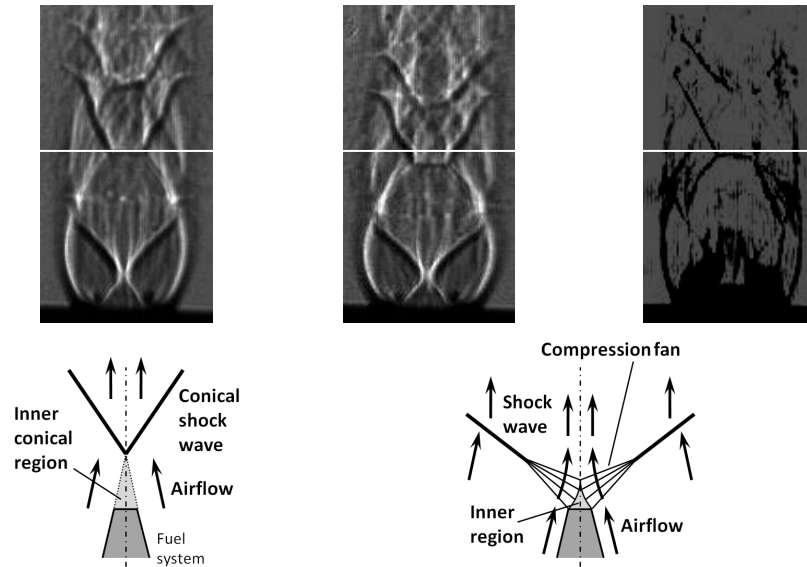 Inner
conical
region
Conical
shock
wave
Airflow
Fuel
system
Compression fan
Shock
wave
Inner
region
Airflow